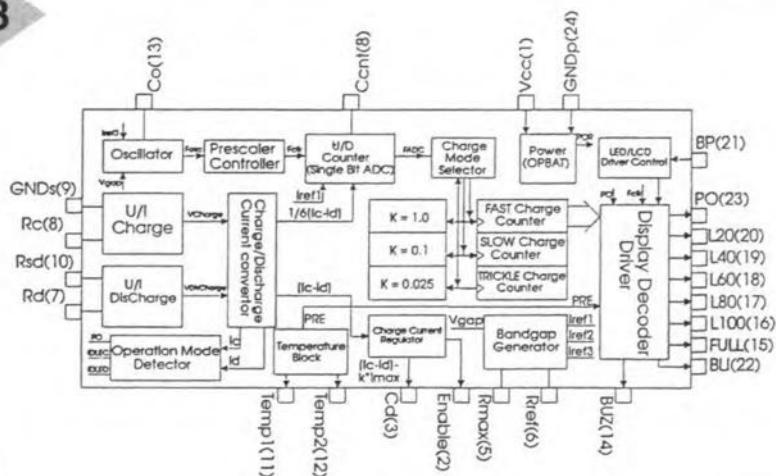 3
Co(13)
Ccnt(8)
Vcc(1)
GNDp(24)
Iref3
Oscillator
Fosc
Prescaler
Controller
Fclk
U/D
Counter
(Single Bit ADC)
FADC
Charge
Mode
Selector
Power
(OPBAT)
POR
LED/LCD
Driver Control
BP(21)
Vgap
GNDs(9)
Rc(8)
Rsd(10)
Rd(7)
U/I
Charge
VCharge
U/I
DisCharge
Charge/Discharge
Current convertor
Iref1
1/6(Ic-Id)
(Ic-Id)
K = 1.0
K = 0.1
K = 0.025
FAST Charge
Counter
SLOW Charge
Counter
TRICKLE Charge
Counter
Fclk
Display Decoder
Driver
PO(23)
L20(20)
L40(19)
L60(18)
L80(17)
L100(16)
FULL(15)
BLI(22)
PRE
PRE
Operation Mode
Detector
Ic
Id
Temperature
Block
Charge Current
Regulator
(Ic-Id)-
k*Imax
Vgap
Bandgap
Generator
Iref1
Iref2
Iref3
Temp1(11)
Temp2(12)
Cd(3)
Enable(2)
Rmax(5)
Rref(6)
BUZ(14)